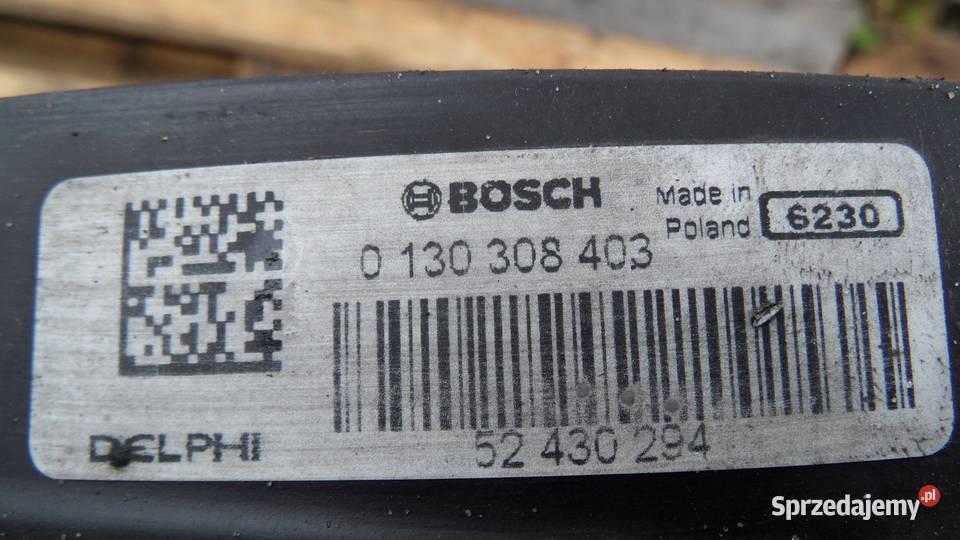 BOSCH
Made in
Poland
6230
0 130 308 403
DELPHI
52 430 294
Sprzedajemy.pl